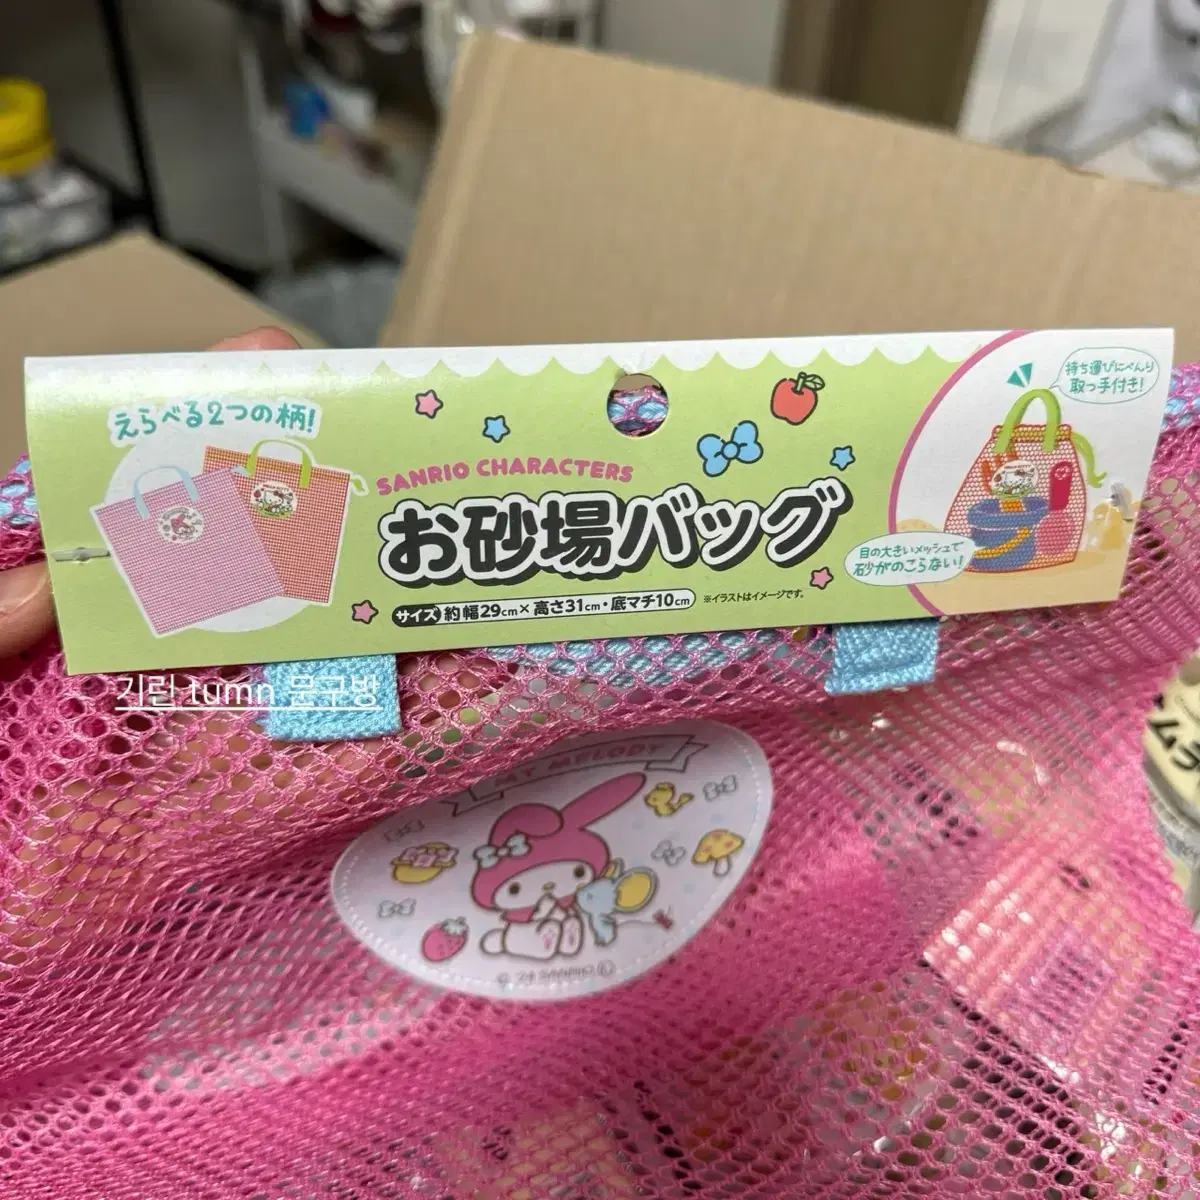 えらべる2つの柄!
SANRIO CHARACTERS
お砂場バッグ
サイズ 約幅29cm×高さ31cm・底マチ10cm
※イラストはイメージです。
持ち運びにべんり
取っ手付き!
目の大きいメッシュで
砂がのこらない!
기린 tumn 문구방
MY MELODY